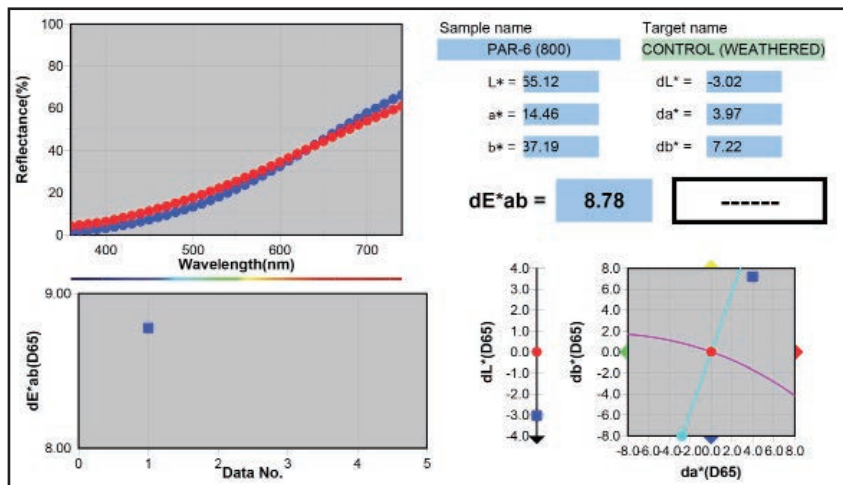 Sample name
Target name
PAR-6 (800)
CONTROL (WEATHERED)
L* = 55.12
dL* = -3.02
a* = 14.46
da* = 3.97
b* = 37.19
db* = 7.22
dE*ab = 8.78
------
Reflectance(%)
100
80
60
40
20
0
400 500 600 700
Wavelength(nm)
dE*ab(D65)
9.00
8.00
0 1 2 3 4 5
Data No.
dL*(D65)
4.0
3.0
2.0
1.0
0.0
-1.0
-2.0
-3.0
-4.0
db*(D65)
8.0
6.0
4.0
2.0
0.0
-2.0
-4.0
-6.0
-8.0
-8.0-6.0-4.0-2.00.0 2.0 4.0 6.0 8.0
da*(D65)